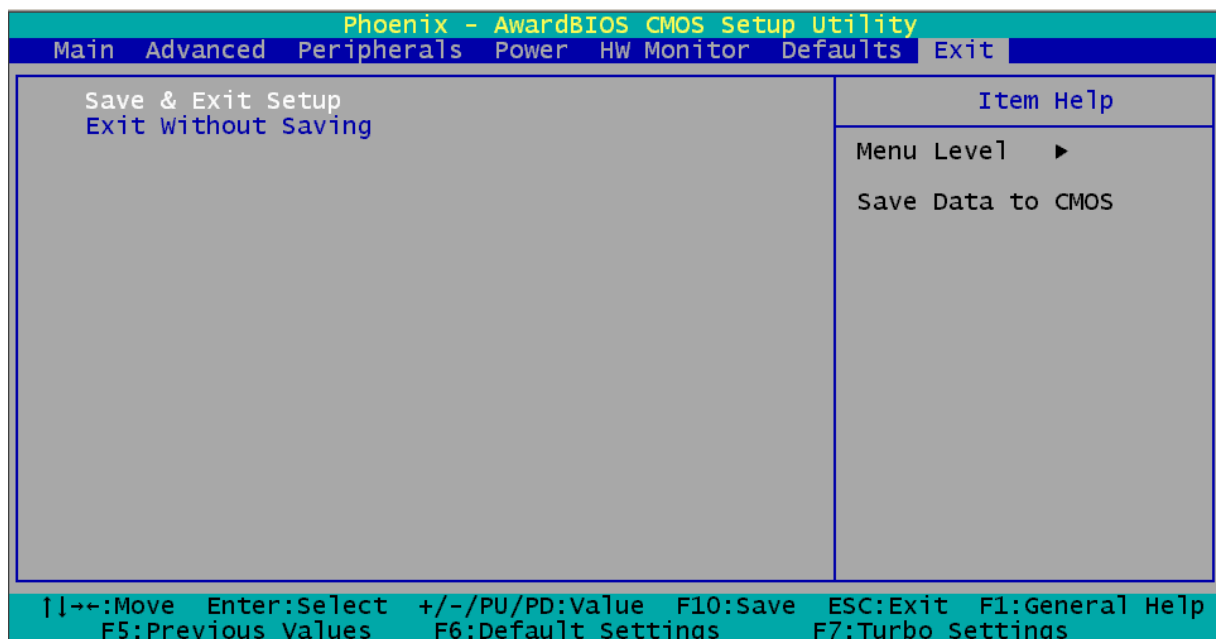 Phoenix - AwardBIOS CMOS Setup Utility
Main Advanced Peripherals Power HW Monitor Defaults Exit
Save & Exit Setup
Exit Without Saving
Item Help
Menu Level ▶
Save Data to CMOS
↑↓→←:Move Enter:Select +/-/PU/PD:Value F10:Save ESC:Exit F1:General Help
F5:Previous Values F6:Default Settings F7:Turbo Settings